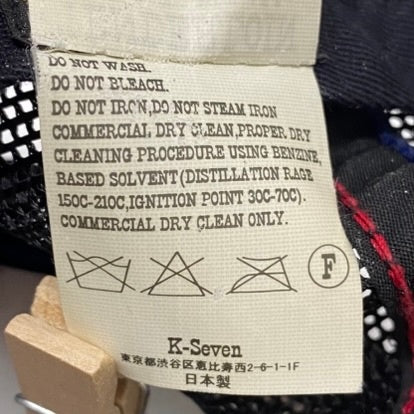 DO NOT WASH.
DO NOT BLEACH.
DO NOT IRON,DO NOT STEAM IRON
COMMERCIAL DRY CLEAN,PROPER DRY
CLEANING PROCEDURE USING BENZINE,
BASED SOLVENT(DISTILLATION RAGE
150C-210C,IGNITION POINT 30C-70C).
COMMERCIAL DRY CLEAN ONLY.
F
K-Seven
東京都渋谷区恵比寿西2-6-1-1F
日本製